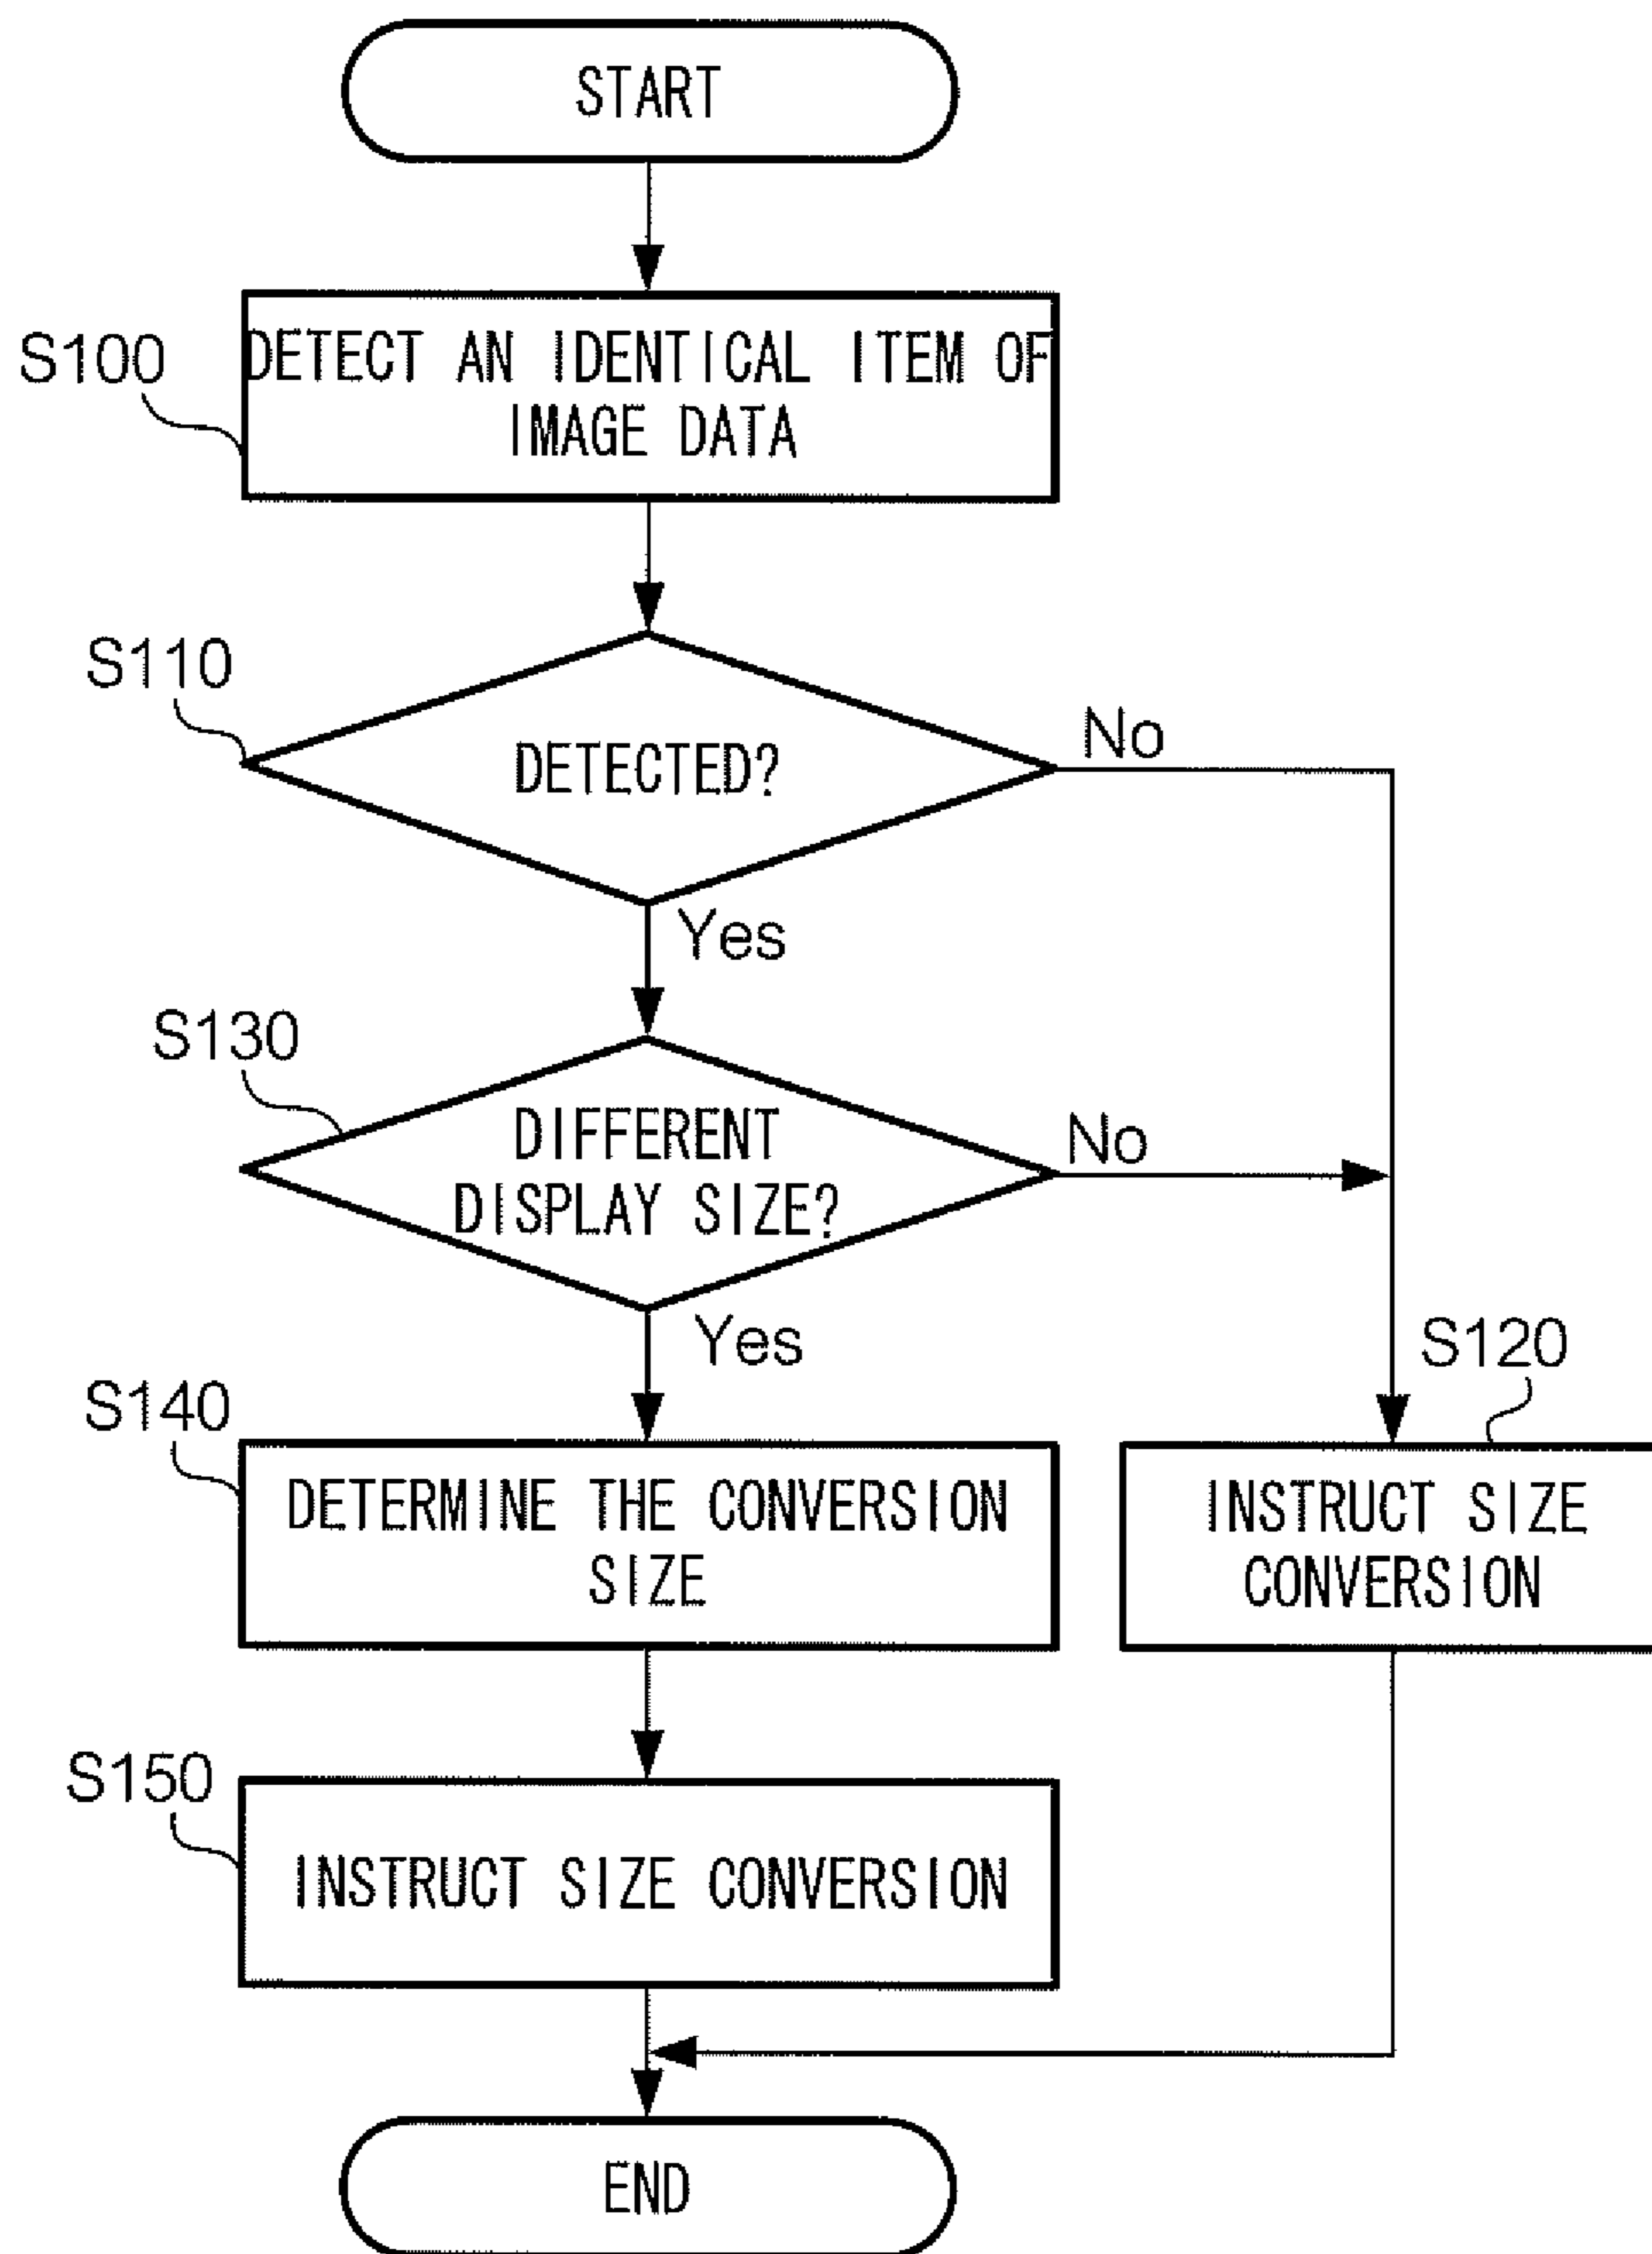 START
S100
DETECT AN IDENTICAL ITEM OF
IMAGE DATA
S110
DETECTED?
No
Yes
S130
DIFFERENT
DISPLAY SIZE?
No
Yes
S120
S140
DETERMINE THE CONVERSION
SIZE
INSTRUCT SIZE
CONVERSION
S150
INSTRUCT SIZE CONVERSION
END